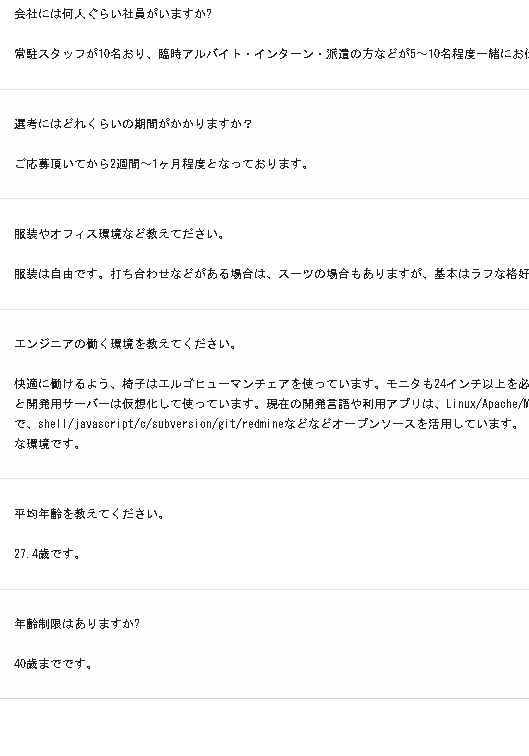 会社には何人ぐらい社員がいますか?
常駐スタッフが10名おり、臨時アルバイト・インターン・派遣の方などが5～10名程度一緒にお
選考にはどれくらいの期間がかかりますか？
ご応募頂いてから2週間～1ヶ月程度となっております。
服装やオフィス環境など教えてださい。
服装は自由です。打ち合わせなどがある場合は、スーツの場合もありますが、基本はラフな格好
エンジニアの働く環境を教えてください。
快適に働けるよう、椅子はエルゴヒューマンチェアを使っています。モニタも24インチ以上を必
と開発用サーバーは仮想化して使っています。現在の開発言語や利用アプリは、Linux/Apache/M
で、shell/javascript/c/subversion/git/redmineなどなどオープンソースを活用しています。
な環境です。
平均年齢を教えてください。
27.4歳です。
年齢制限はありますか?
40歳までです。